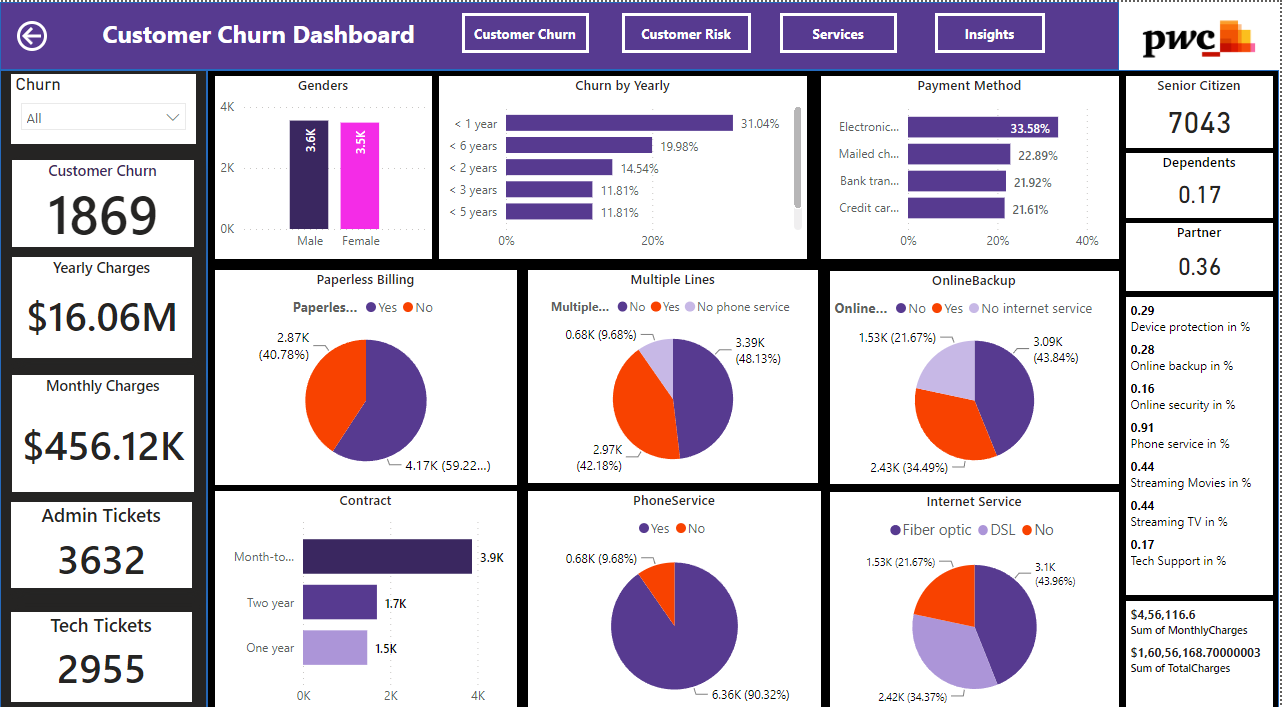 Customer Churn Dashboard
Customer Churn
Customer Risk
Services
Insights
pwc
Churn
All
Customer Churn
1869
Yearly Charges
$16.06M
Monthly Charges
$456.12K
Admin Tickets
3632
Tech Tickets
2955
Genders
4K
2K
0K
3.6K
3.5K
Male
Female
Churn by Yearly
< 1 year
31.04%
< 6 years
19.98%
< 2 years
14.54%
< 3 years
11.81%
< 5 years
11.81%
0%
20%
Payment Method
Electronic...
33.58%
Mailed ch...
22.89%
Bank tran...
21.92%
Credit car...
21.61%
0%
20%
40%
Paperless Billing
Paperles... Yes No
2.87K
(40.78%)
4.17K (59.22...)
Multiple Lines
Multiple... No Yes No phone service
0.68K (9.68%)
3.39K
(48.13%)
2.97K
(42.18%)
OnlineBackup
Online... No Yes No internet service
1.53K (21.67%)
3.09K
(43.84%)
2.43K (34.49%)
Contract
Month-to...
3.9K
Two year
1.7K
One year
1.5K
0K
2K
4K
PhoneService
Yes No
0.68K (9.68%)
6.36K (90.32%)
Internet Service
Fiber optic DSL No
1.53K (21.67%)
3.1K
(43.96%)
2.42K (34.37%)
Senior Citizen
7043
Dependents
0.17
Partner
0.36
0.29
Device protection in %
0.28
Online backup in %
0.16
Online security in %
0.91
Phone service in %
0.44
Streaming Movies in %
0.44
Streaming TV in %
0.17
Tech Support in %
$4,56,116.6
Sum of MonthlyCharges
$1,60,56,168.70000003
Sum of TotalCharges